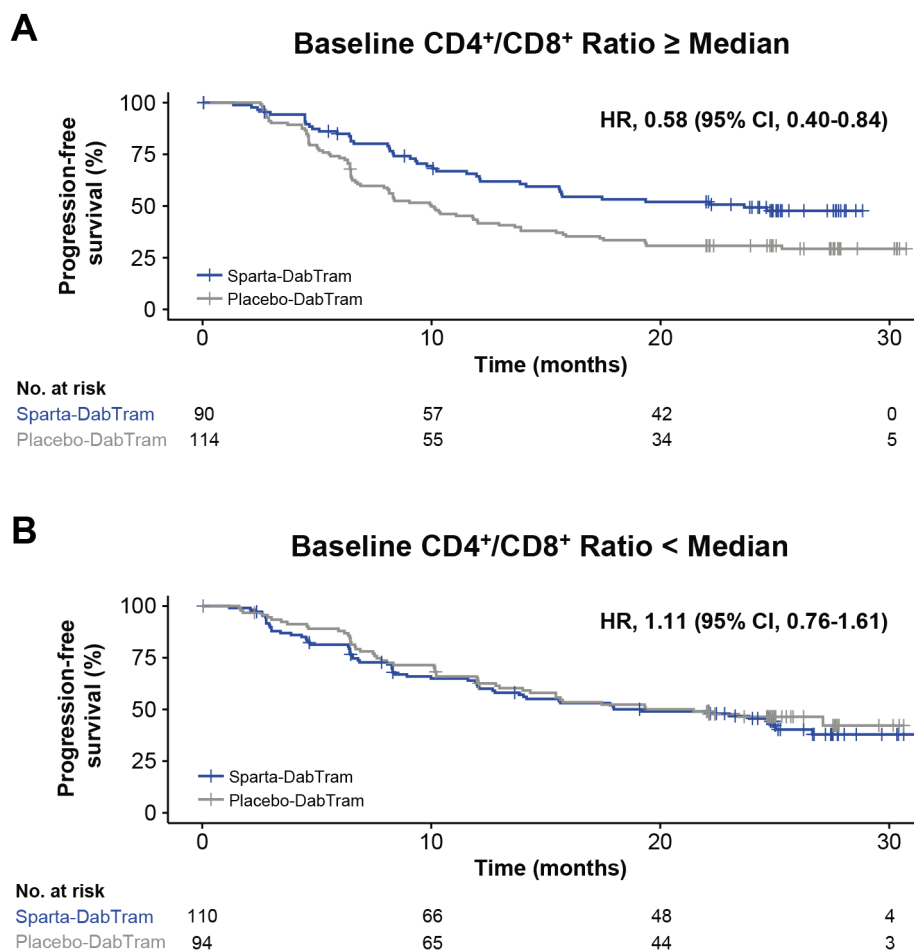 A
Baseline CD4⁺/CD8⁺ Ratio ≥ Median
HR, 0.58 (95% CI, 0.40-0.84)
Progression-free
survival (%)
100
75
50
25
0
Sparta-DabTram
Placebo-DabTram
0 10 20 30
Time (months)
No. at risk
Sparta-DabTram 90 57 42 0
Placebo-DabTram 114 55 34 5
B
Baseline CD4⁺/CD8⁺ Ratio < Median
HR, 1.11 (95% CI, 0.76-1.61)
Progression-free
survival (%)
100
75
50
25
0
Sparta-DabTram
Placebo-DabTram
0 10 20 30
Time (months)
No. at risk
Sparta-DabTram 110 66 48 4
Placebo-DabTram 94 65 44 3